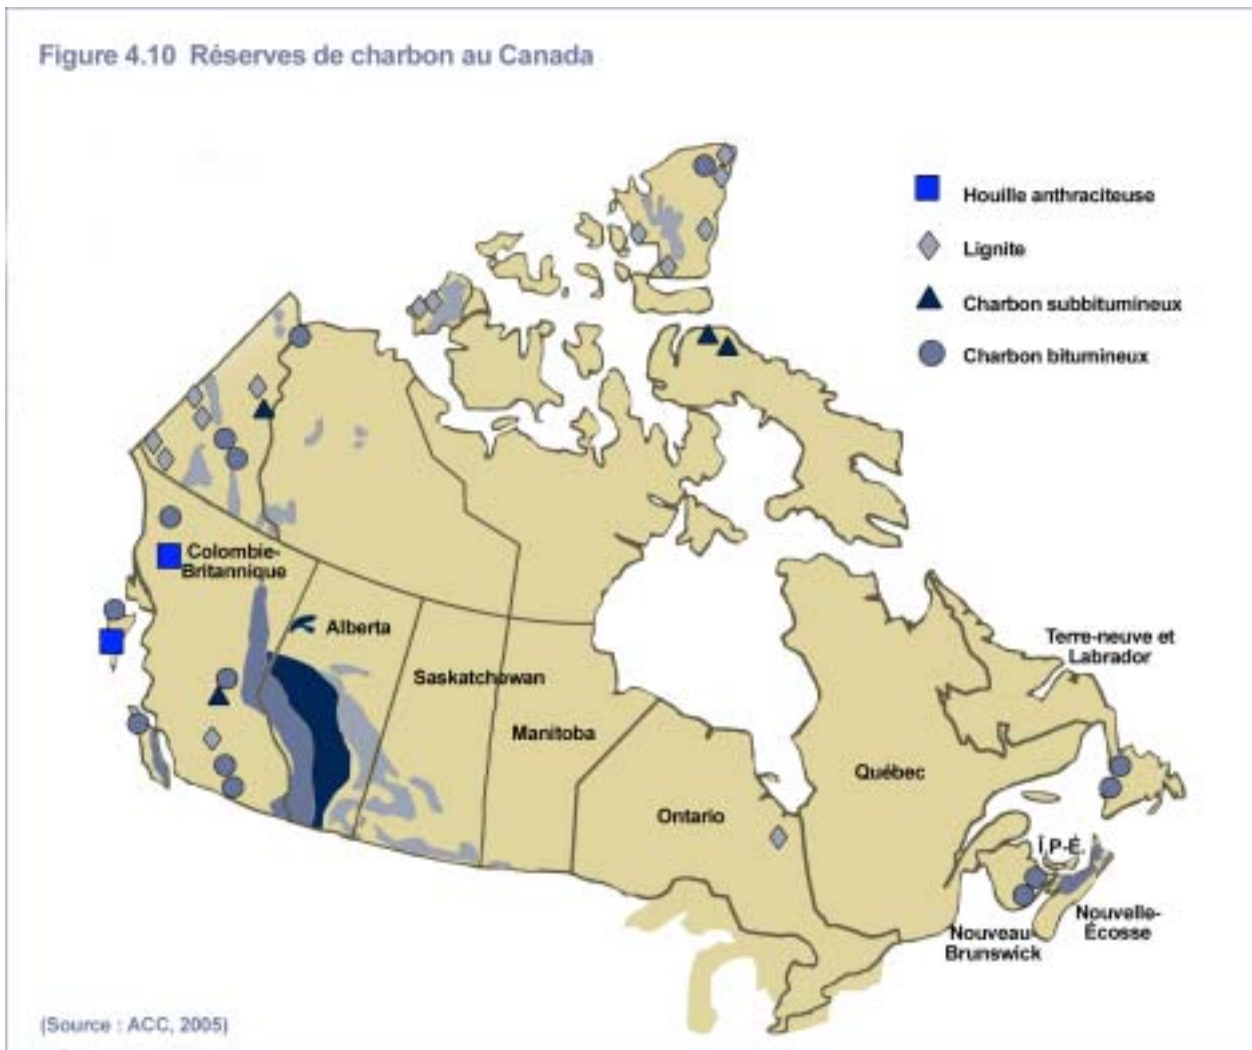 Figure 4.10 Réserves de charbon au Canada
Houille anthraciteuse
Lignite
Charbon subbitumineux
Charbon bitumineux
Colombie-
Britannique
Alberta
Saskatchewan
Manitoba
Ontario
Québec
Terre-neuve et
Labrador
Î.P-É.
Nouvelle-
Écosse
Nouveau-
Brunswick
(Source : ACC, 2005)